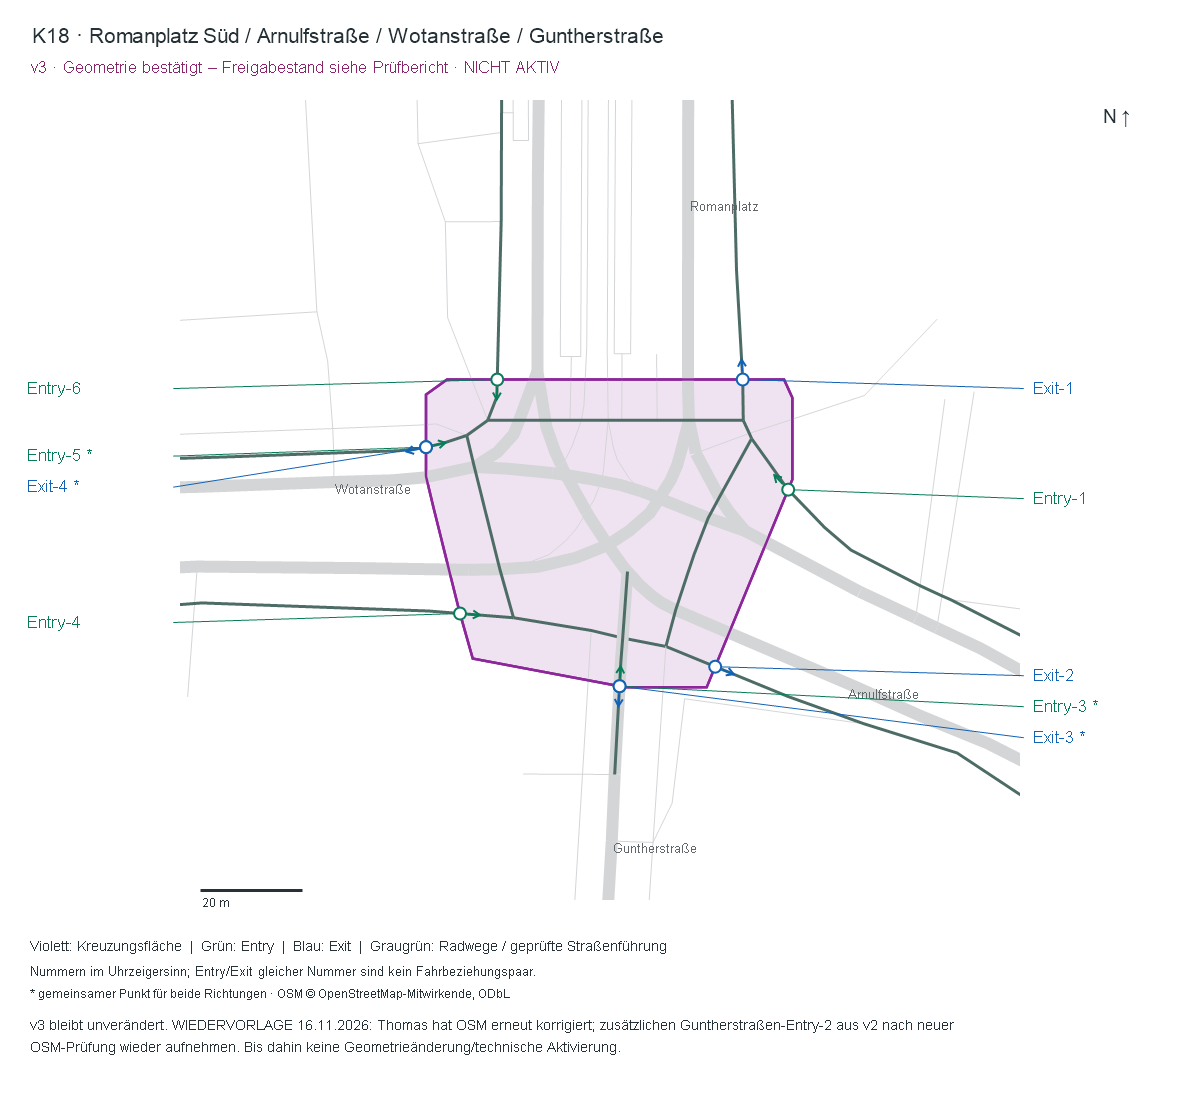 K18 · Romanplatz Süd / Arnulfstraße / Wotanstraße / Guntherstraße
v3 · Geometrie bestätigt – Freigabestand siehe Prüfbericht · NICHT AKTIV
N ↑
Romanplatz
Entry-6
Exit-1
Entry-5 *
Exit-4 *
Wotanstraße
Entry-1
Entry-4
Exit-2
Arnulfstraße
Entry-3 *
Exit-3 *
Guntherstraße
20 m
Violett: Kreuzungsfläche | Grün: Entry | Blau: Exit | Graugrün: Radwege / geprüfte Straßenführung
Nummern im Uhrzeigersinn; Entry/Exit gleicher Nummer sind kein Fahrbeziehungspaar.
* gemeinsamer Punkt für beide Richtungen · OSM © OpenStreetMap-Mitwirkende, ODbL
v3 bleibt unverändert. WIEDERVORLAGE 16.11.2026: Thomas hat OSM erneut korrigiert; zusätzlichen Guntherstraßen-Entry-2 aus v2 nach neuer
OSM-Prüfung wieder aufnehmen. Bis dahin keine Geometrieänderung/technische Aktivierung.